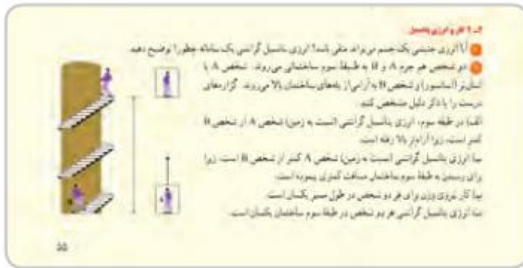 ۲ـ۴ کار و انرژی پتانسیل
۱ آیا انرژی جنبشی یک جسم می‌تواند منفی باشد؟ انرژی پتانسیل گرانشی یک سامانه چطور؟ توضیح دهید.
۲ دو شخص هم جرم A و B به طبقهٔ سوم ساختمانی می‌روند. شخص A با
آسان‌بر (آسانسور) و شخص B به آرامی از پله‌های ساختمان بالا می‌روند. گزاره‌های
درست را با ذکر دلیل مشخص کنید.
الف) در طبقه سوم، انرژی پتانسیل گرانشی (نسبت به زمین) شخص A از شخص B
کمتر است، زیرا آرام‌تر بالا رفته است.
ب) انرژی پتانسیل گرانشی (نسبت به زمین) شخص A کمتر از شخص B است، زیرا
برای رسیدن به طبقهٔ سوم ساختمان مسافت کمتری پیموده است.
پ) کار نیروی وزن برای هر دو شخص در طول مسیر یکسان است.
ت) انرژی پتانسیل گرانشی هر دو شخص در طبقهٔ سوم ساختمان یکسان است.
۵۵